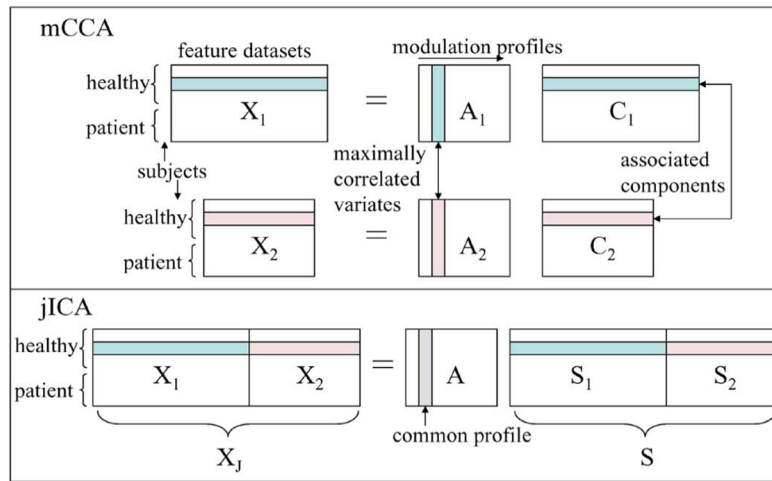 mCCA
feature datasets
modulation profiles
healthy
X₁
=
A₁
C₁
patient
subjects
maximally
correlated
variates
associated
components
healthy
X₂
=
A₂
C₂
patient
jICA
healthy
X₁
X₂
=
A
S₁
S₂
patient
common profile
X_J
S